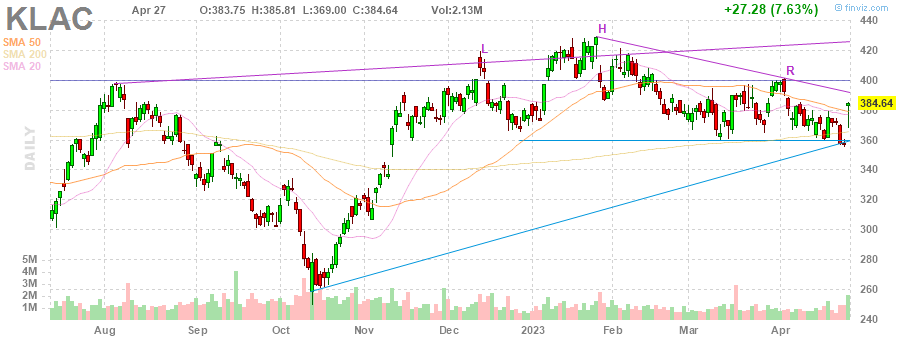 KLAC Apr 27 O:383.75 H:385.81 L:369.00 C:384.64 Vol:2.13M +27.28 (7.63%) © finviz.com
SMA 50
SMA 200
SMA 20
DAILY
L H R
440
420
400
380
384.64
360
340
320
300
280
260
240
5M
4M
3M
2M
1M
Aug Sep Oct Nov Dec 2023 Feb Mar Apr